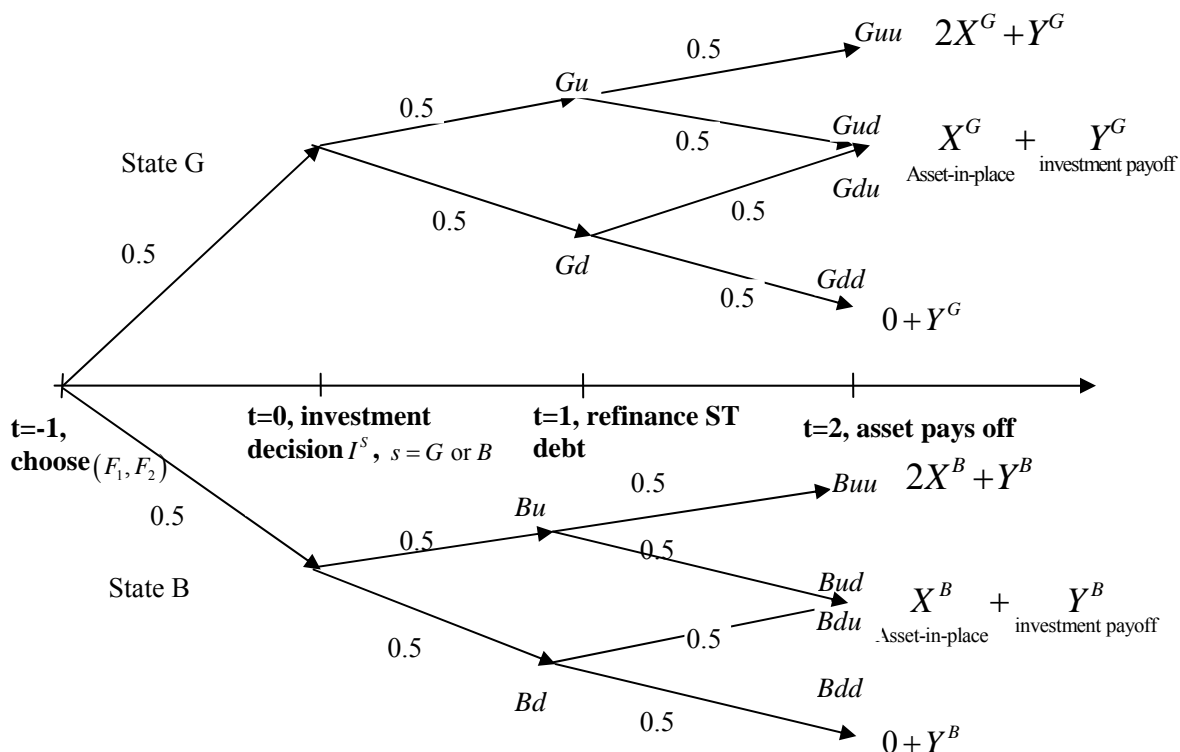 0.5
Guu 2X^G + Y^G
Gu
0.5
0.5
Gud X^G + Y^G
Asset-in-place investment payoff
State G
Gdu
0.5
0.5
0.5
Gd
Gdd
0.5
0 + Y^G
t=-1,
choose (F_1, F_2)
t=0, investment
decision I^S, s = G or B
t=1, refinance ST
debt
t=2, asset pays off
0.5
0.5
Buu 2X^B + Y^B
Bu
0.5
0.5
State B
Bud X^B + Y^B
Bdu
Asset-in-place investment payoff
0.5
0.5
Bd
Bdd
0.5
0 + Y^B